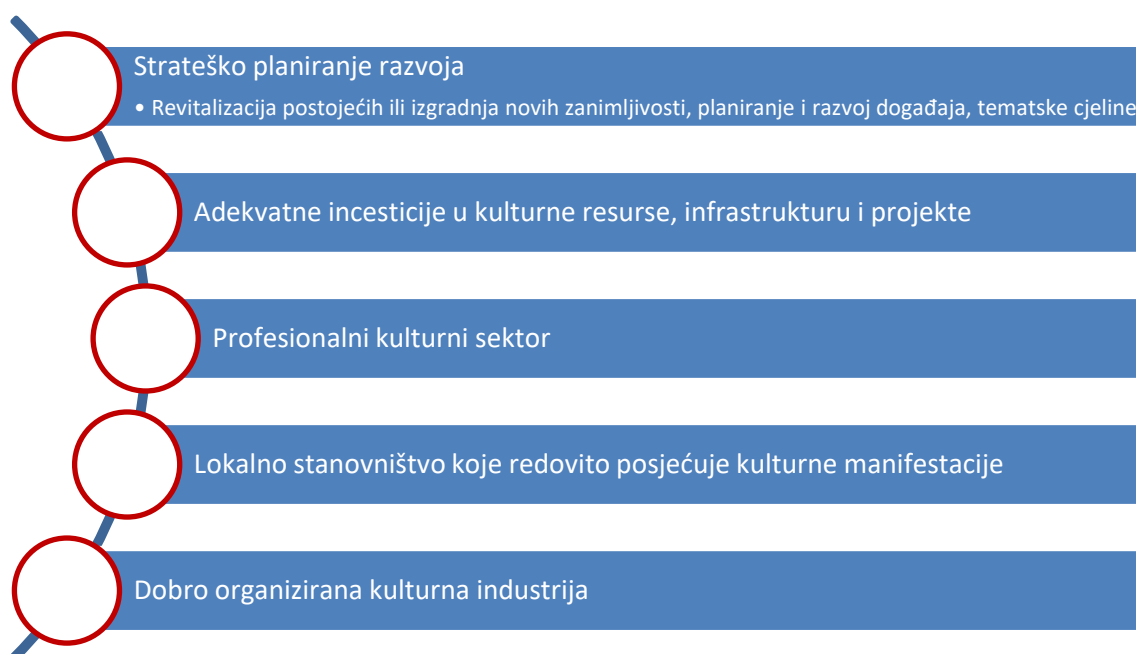 Strateško planiranje razvoja
• Revitalizacija postojećih ili izgradnja novih zanimljivosti, planiranje i razvoj događaja, tematske cjeline
Adekvatne incesticije u kulturne resurse, infrastrukturu i projekte
Profesionalni kulturni sektor
Lokalno stanovništvo koje redovito posjećuje kulturne manifestacije
Dobro organizirana kulturna industrija